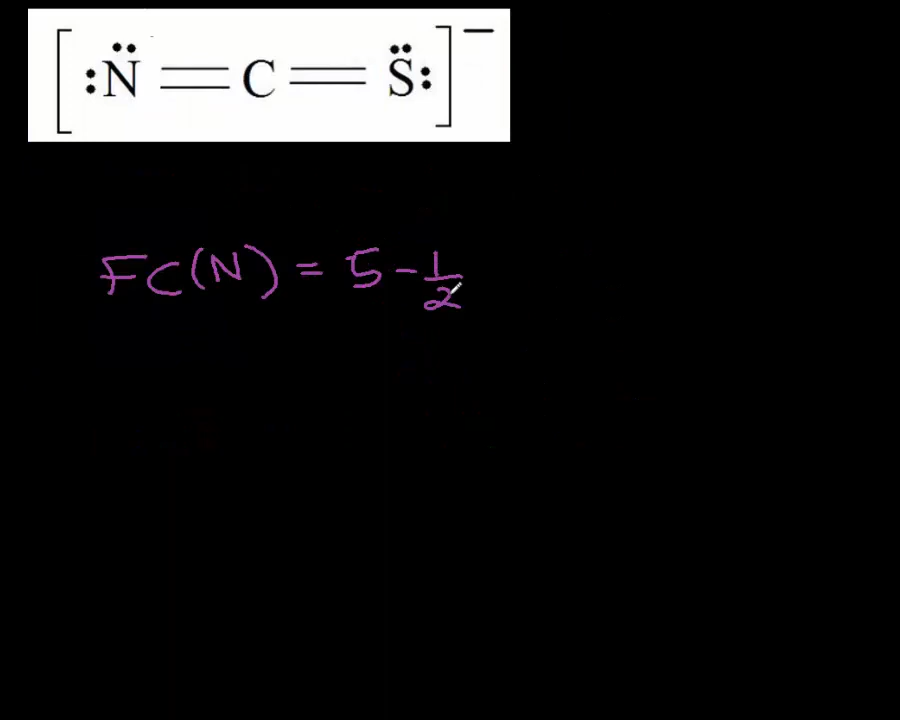 [:N̈ = C = S̈:]⁻
FC(N) = 5 - 1/2